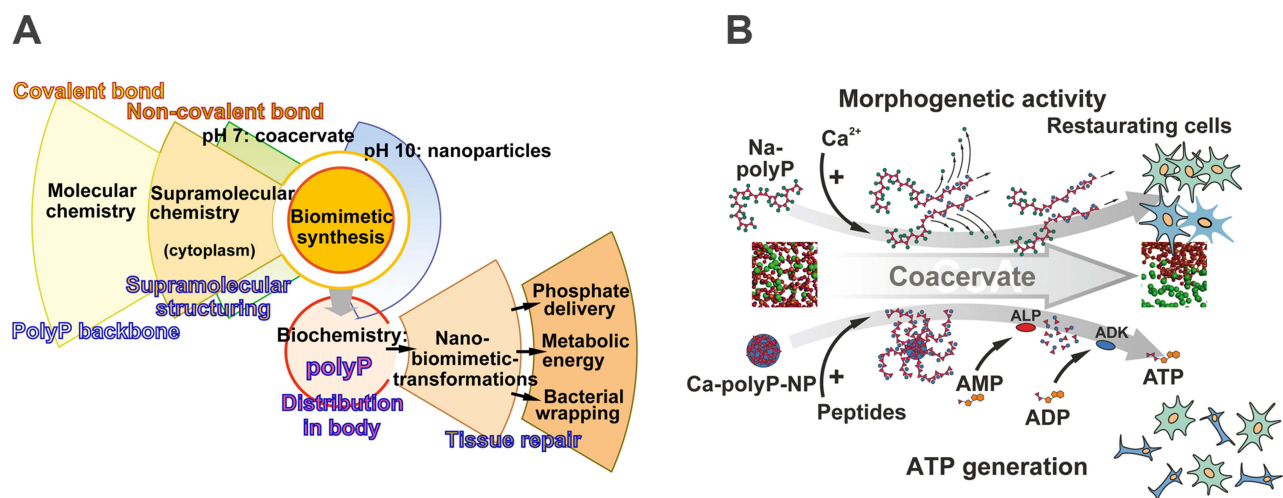 A
Covalent bond
Non-covalent bond
pH 7: coacervate
pH 10: nanoparticles
Molecular
chemistry
Supramolecular
chemistry
(cytoplasm)
Biomimetic
synthesis
Supramolecular
structuring
PolyP backbone
Biochemistry:
polyP
Distribution
in body
Nano-
biomimetic-
transformations
Phosphate
delivery
Metabolic
energy
Bacterial
wrapping
Tissue repair
B
Morphogenetic activity
Restaurating cells
Na-
polyP
Ca2+
+
Coacervate
Ca-polyP-NP
+
Peptides
ALP
ADK
AMP
ADP
ATP
ATP generation